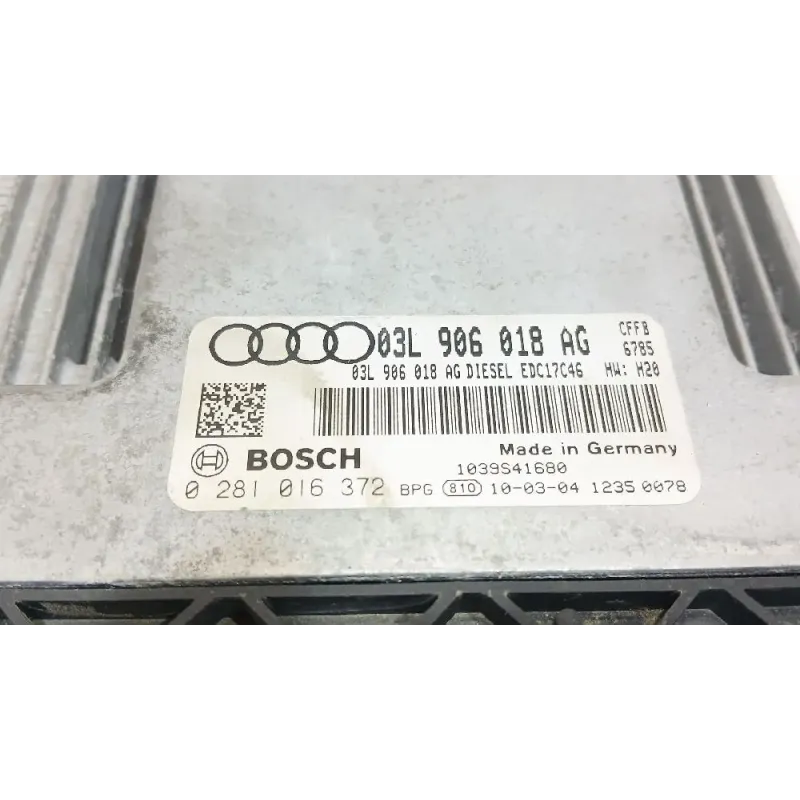 03L 906 018 AG CFFB
6785
03L 906 018 AG DIESEL EDC17C46 HW: H20
BOSCH Made in Germany
1039S41680
0 281 016 372 BPG 810 10-03-04 1235 0078